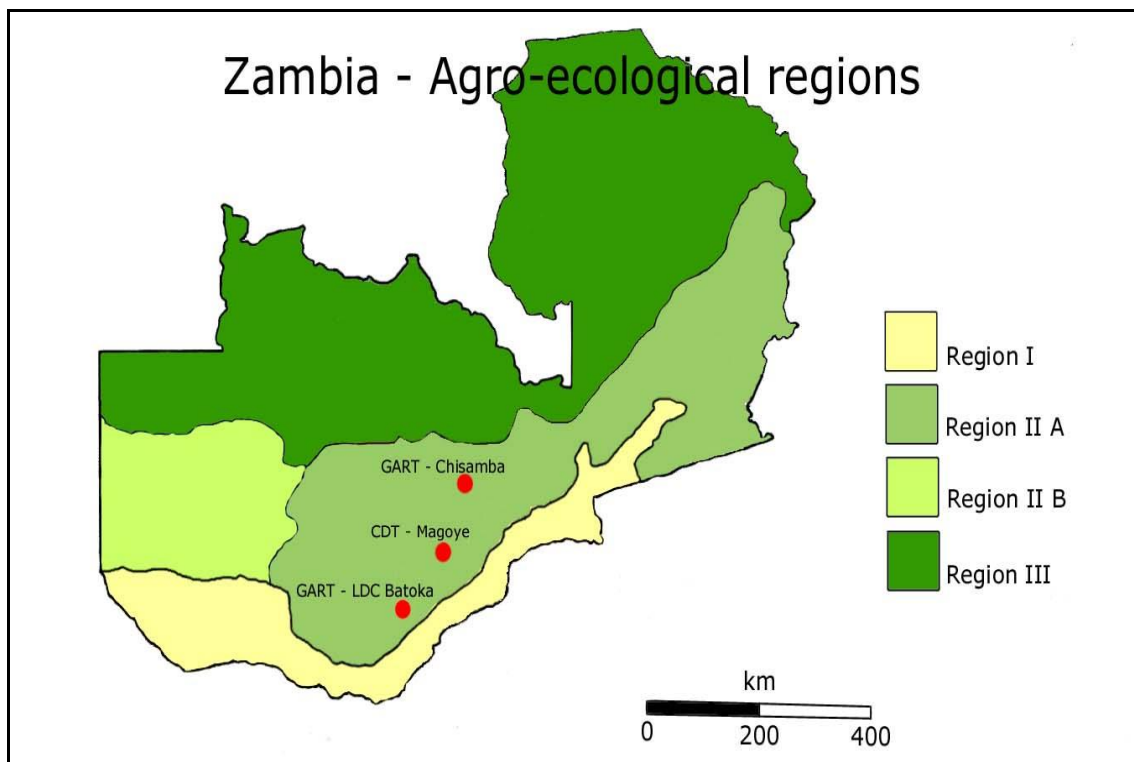 Zambia - Agro-ecological regions
Region I
Region II A
Region II B
Region III
GART - Chisamba
CDT - Magoye
GART - LDC Batoka
km
0 200 400